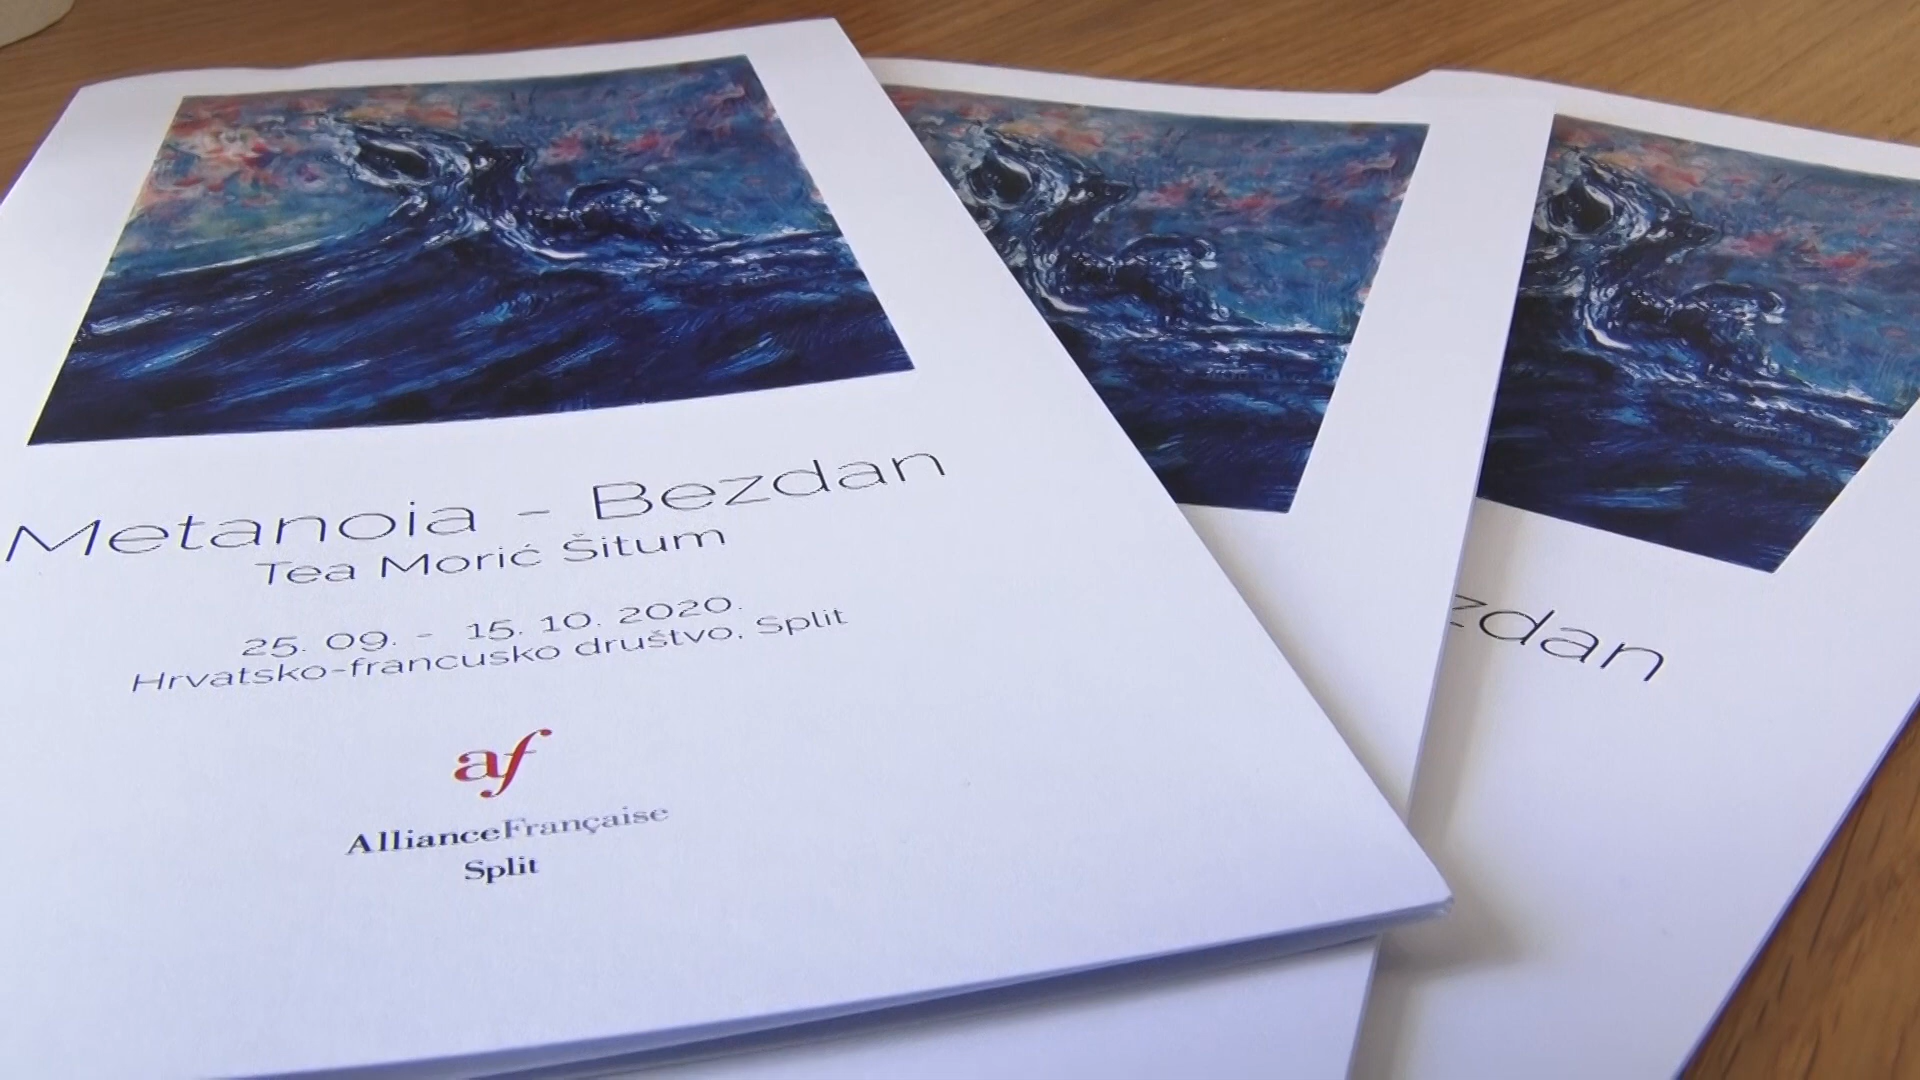 Metanoia - Bezdan
Tea Morić Šitum
25. 09. - 15. 10. 2020.
Hrvatsko-francusko društvo, Split
af
AllianceFrançaise
Split
zdan